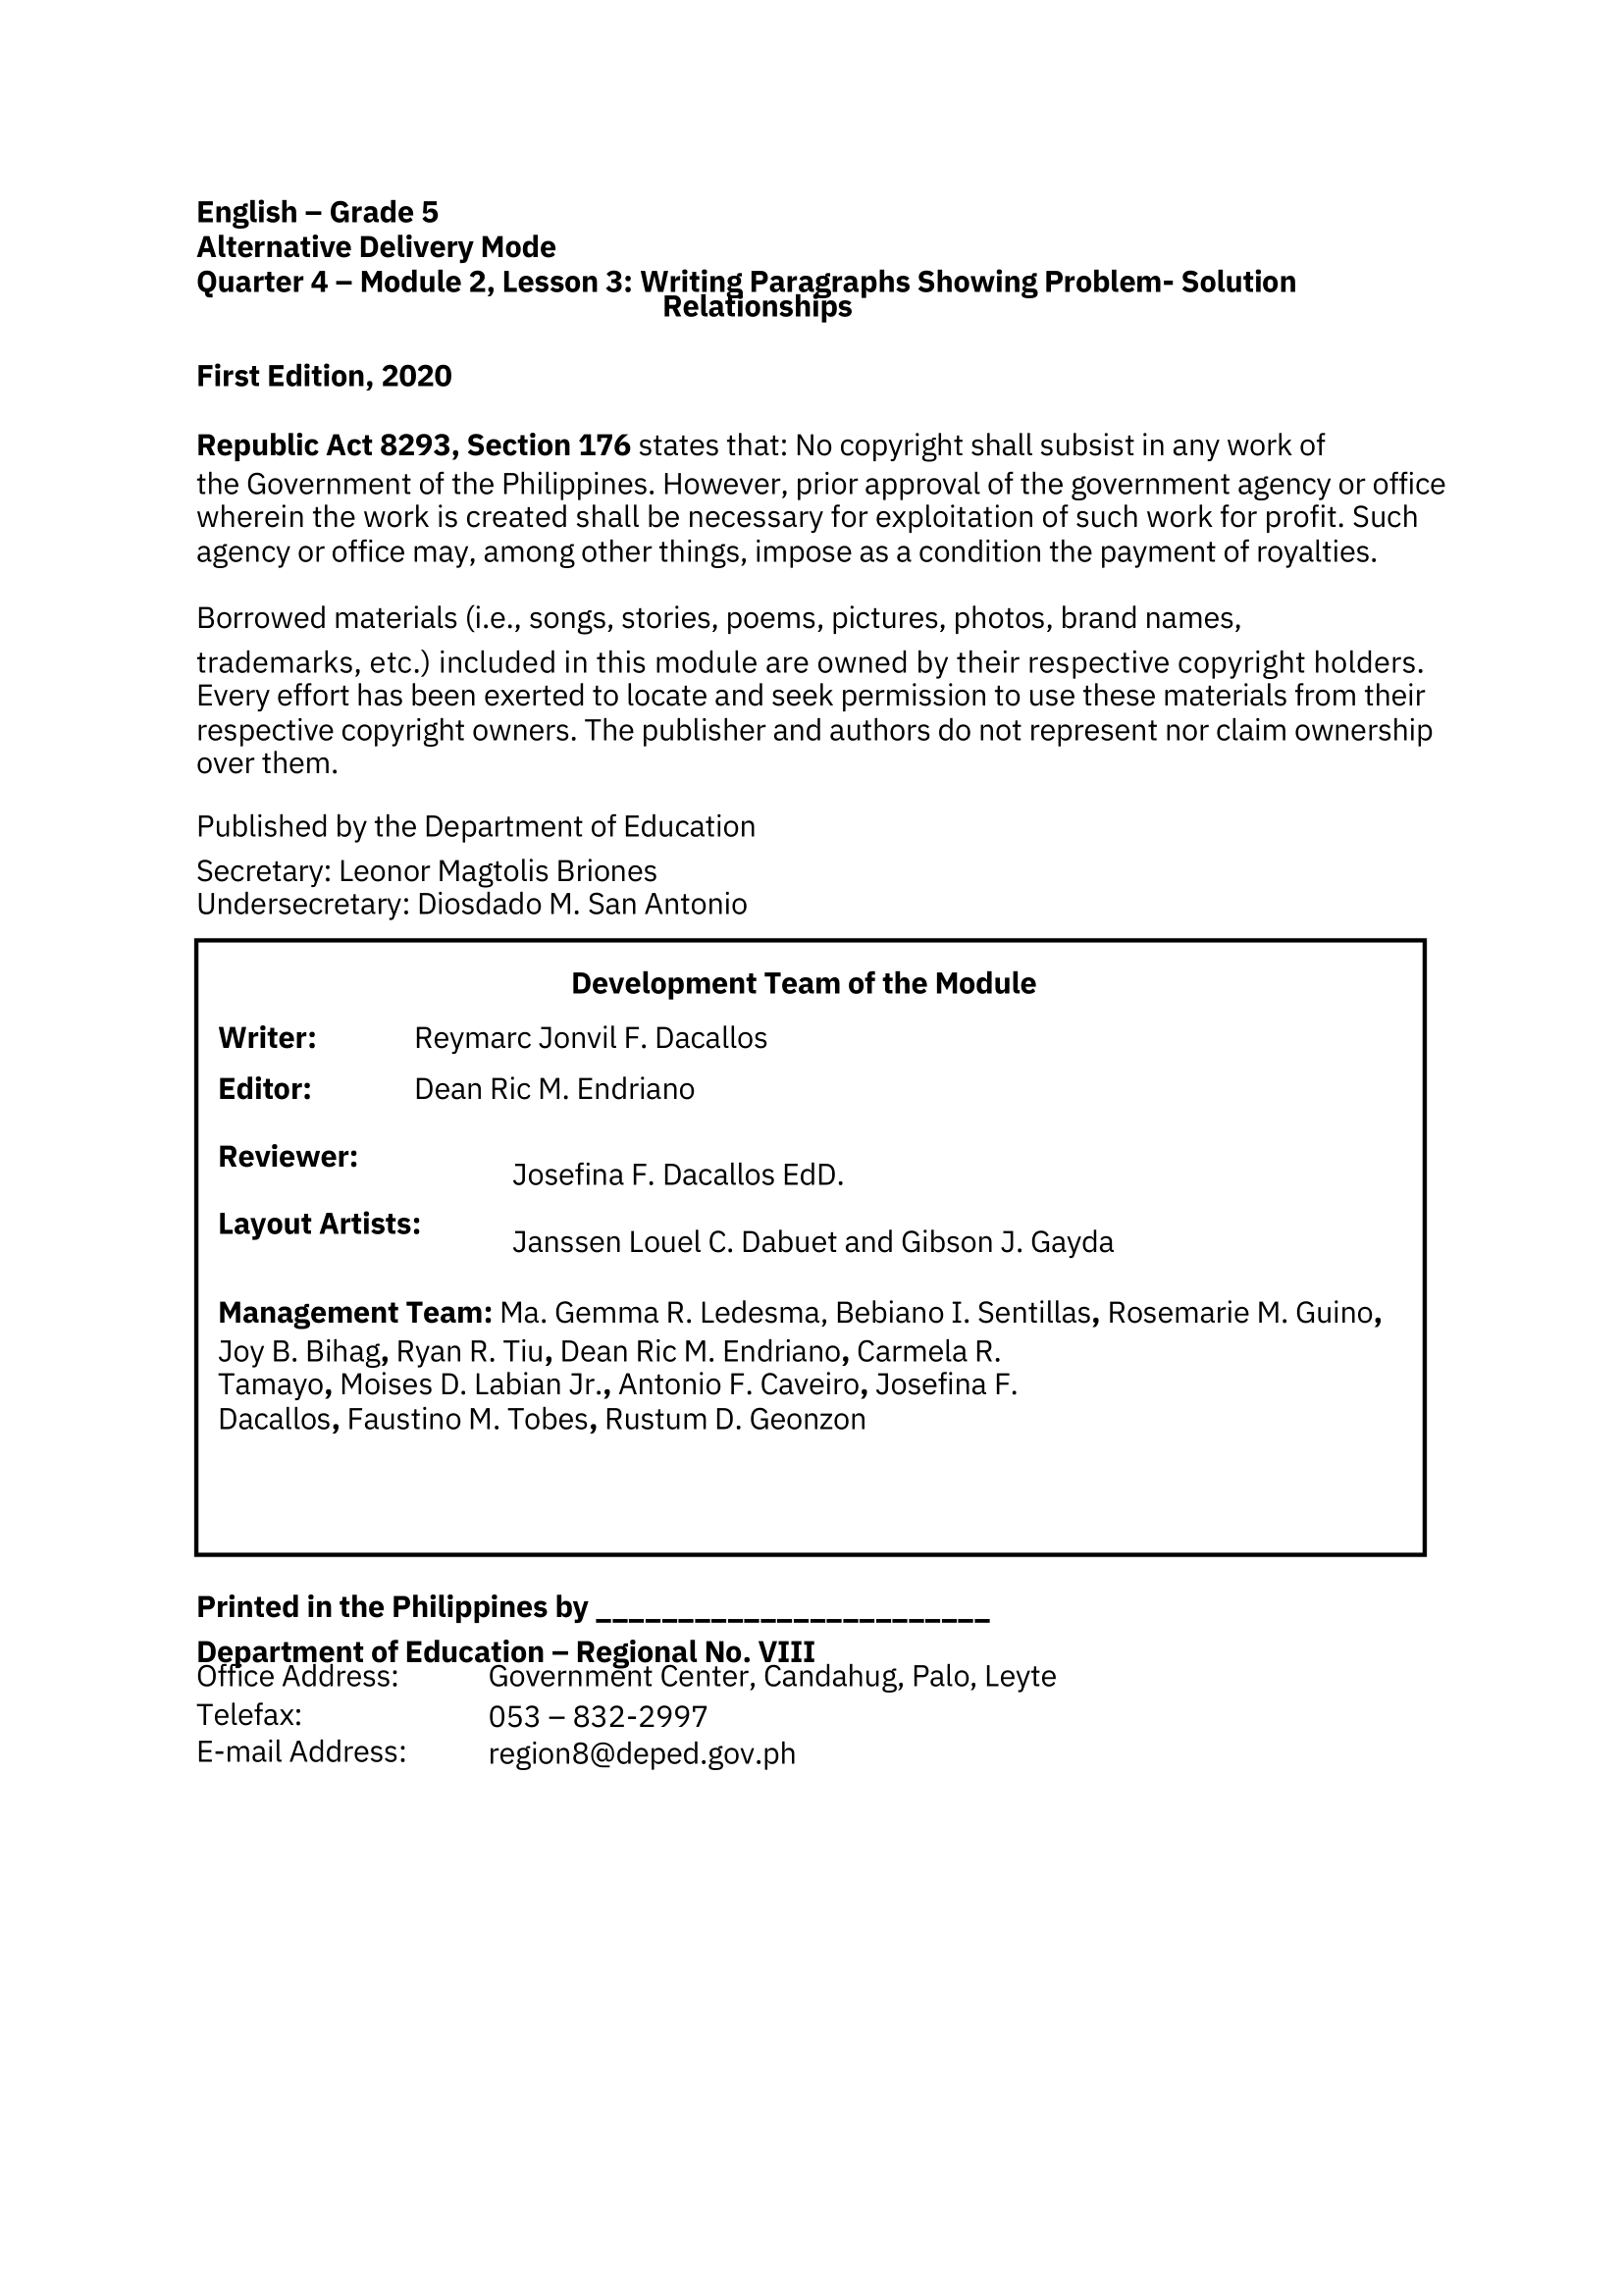 English – Grade 5
Alternative Delivery Mode
Quarter 4 – Module 2, Lesson 3: Writing Paragraphs Showing Problem- Solution
Relationships
First Edition, 2020
Republic Act 8293, Section 176 states that: No copyright shall subsist in any work of
the Government of the Philippines. However, prior approval of the government agency or office
wherein the work is created shall be necessary for exploitation of such work for profit. Such
agency or office may, among other things, impose as a condition the payment of royalties.
Borrowed materials (i.e., songs, stories, poems, pictures, photos, brand names,
trademarks, etc.) included in this module are owned by their respective copyright holders.
Every effort has been exerted to locate and seek permission to use these materials from their
respective copyright owners. The publisher and authors do not represent nor claim ownership
over them.
Published by the Department of Education
Secretary: Leonor Magtolis Briones
Undersecretary: Diosdado M. San Antonio
Development Team of the Module
Writer: Reymarc Jonvil F. Dacallos
Editor: Dean Ric M. Endriano
Reviewer: Josefina F. Dacallos EdD.
Layout Artists: Janssen Louel C. Dabuet and Gibson J. Gayda
Management Team: Ma. Gemma R. Ledesma, Bebiano I. Sentillas, Rosemarie M. Guino,
Joy B. Bihag, Ryan R. Tiu, Dean Ric M. Endriano, Carmela R.
Tamayo, Moises D. Labian Jr., Antonio F. Caveiro, Josefina F.
Dacallos, Faustino M. Tobes, Rustum D. Geonzon
Printed in the Philippines by ________________________
Department of Education – Regional No. VIII
Office Address: Government Center, Candahug, Palo, Leyte
Telefax: 053 – 832-2997
E-mail Address: region8@deped.gov.ph